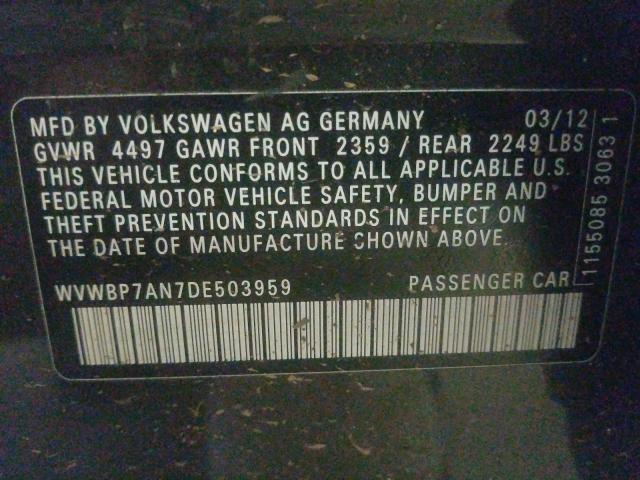 MFD BY VOLKSWAGEN AG GERMANY 03/12
GVWR 4497 GAWR FRONT 2359 / REAR 2249 LBS
THIS VEHICLE CONFORMS TO ALL APPLICABLE U.S.
FEDERAL MOTOR VEHICLE SAFETY, BUMPER AND
THEFT PREVENTION STANDARDS IN EFFECT ON
THE DATE OF MANUFACTURE SHOWN ABOVE.
WVWBP7AN7DE503959 PASSENGER CAR
1155085 3063 1